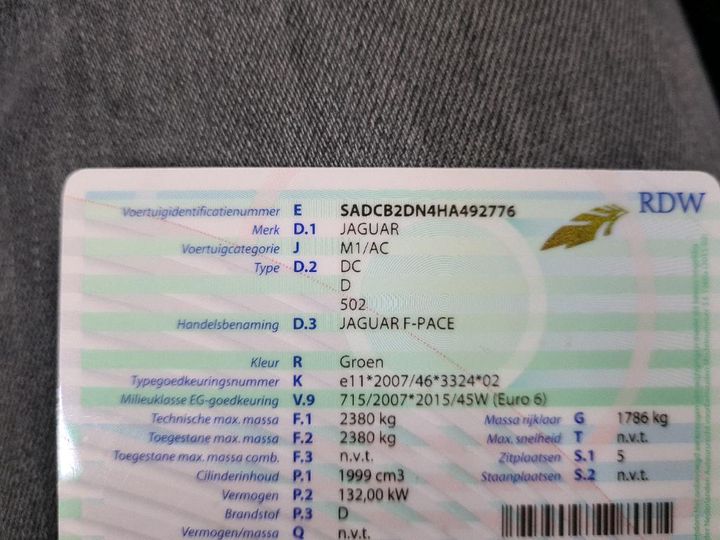 RDW
Voertuigidentificatienummer E SADCB2DN4HA492776
Merk D.1 JAGUAR
Voertuigcategorie J M1/AC
Type D.2 DC
D
502
Handelsbenaming D.3 JAGUAR F-PACE
Kleur R Groen
Typegoedkeuringsnummer K e11*2007/46*3324*02
Milieuklasse EG-goedkeuring V.9 715/2007*2015/45W (Euro 6)
Technische max. massa F.1 2380 kg Massa rijklaar G 1786 kg
Toegestane max. massa F.2 2380 kg Max. snelheid T n.v.t.
Toegestane max. massa comb. F.3 n.v.t. Zitplaatsen S.1 5
Cilinderinhoud P.1 1999 cm3 Staanplaatsen S.2 n.v.t.
Vermogen P.2 132,00 kW
Brandstof P.3 D
Vermogen/massa Q n.v.t.